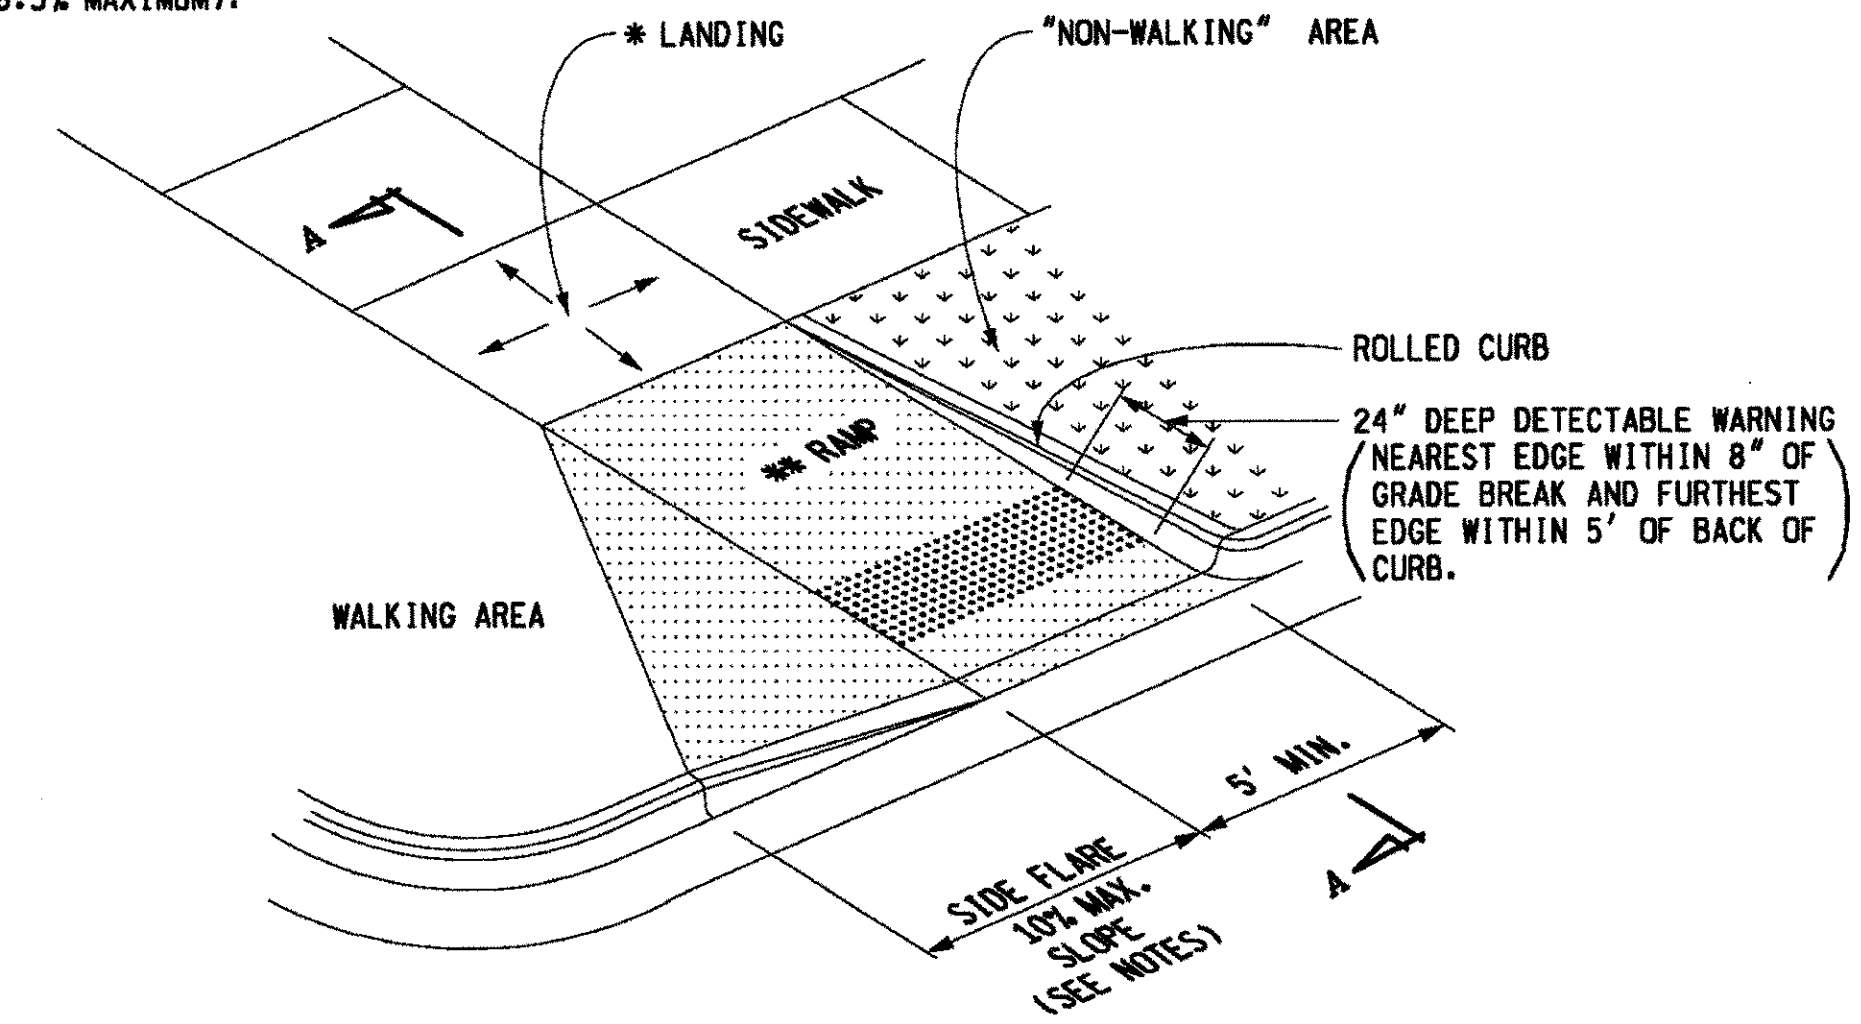 * LANDING
"NON-WALKING" AREA
SIDEWALK
A
ROLLED CURB
** RAMP
24" DEEP DETECTABLE WARNING
(NEAREST EDGE WITHIN 8" OF
GRADE BREAK AND FURTHEST
EDGE WITHIN 5' OF BACK OF
CURB.)
WALKING AREA
5' MIN.
SIDE FLARE
10% MAX.
SLOPE
(SEE NOTES)
A